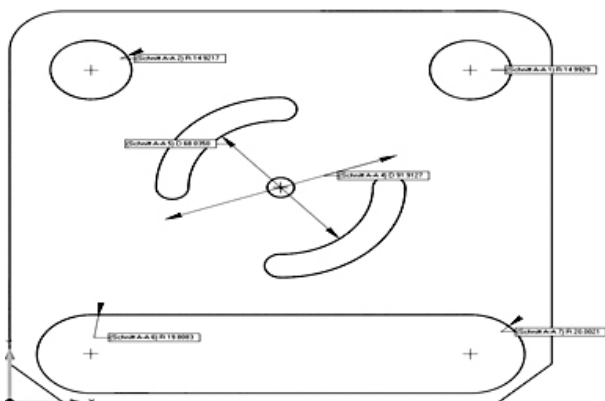 (Schnitt A-A 2) R:14.9217
(Schnitt A-A 1) R:14.9929
(Schnitt A-A 5) D:68.0350
(Schnitt A-A 4) D:91.9127
(Schnitt A-A 7) R:20.0021
(Schnitt A-A 6) R:19.8003